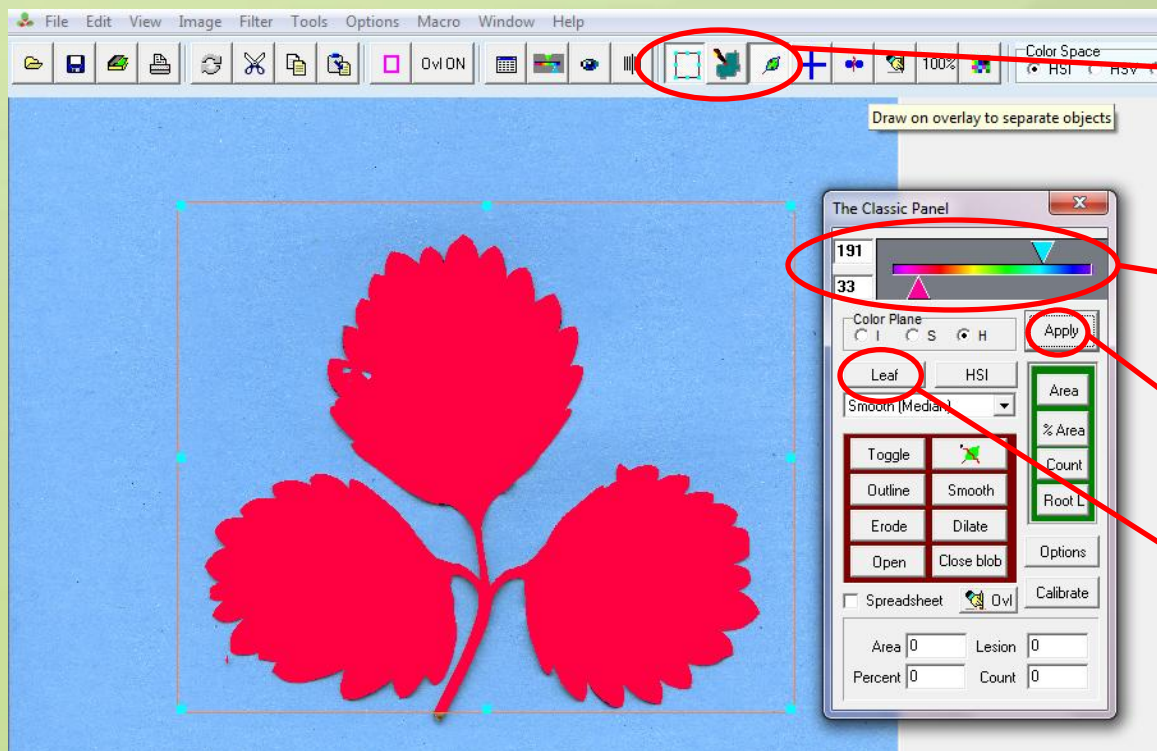 File Edit View Image Filter Tools Options Macro Window Help
Ovl ON
100%
Color Space
HSI HSV
Draw on overlay to separate objects
The Classic Panel
191
33
Color Plane
I S H
Apply
Leaf HSI
Smooth (Median)
Area
% Area
Count
Root L
Toggle
Outline Smooth
Erode Dilate
Open Close blob
Options
Calibrate
Spreadsheet Ovl
Area 0 Lesion 0
Percent 0 Count 0